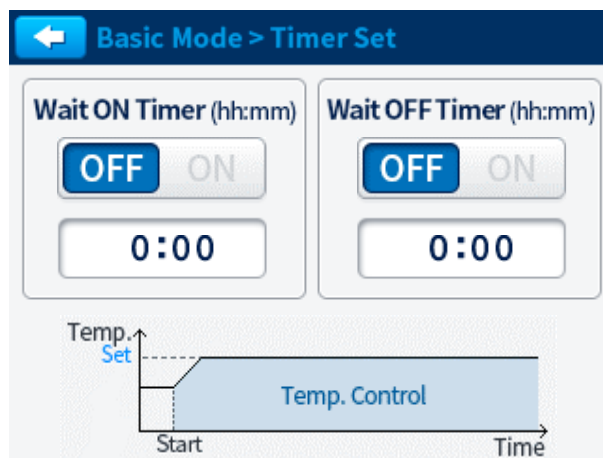 Basic Mode > Timer Set
Wait ON Timer (hh:mm)
OFF ON
0:00
Wait OFF Timer (hh:mm)
OFF ON
0:00
Temp.
Set
Temp. Control
Start
Time